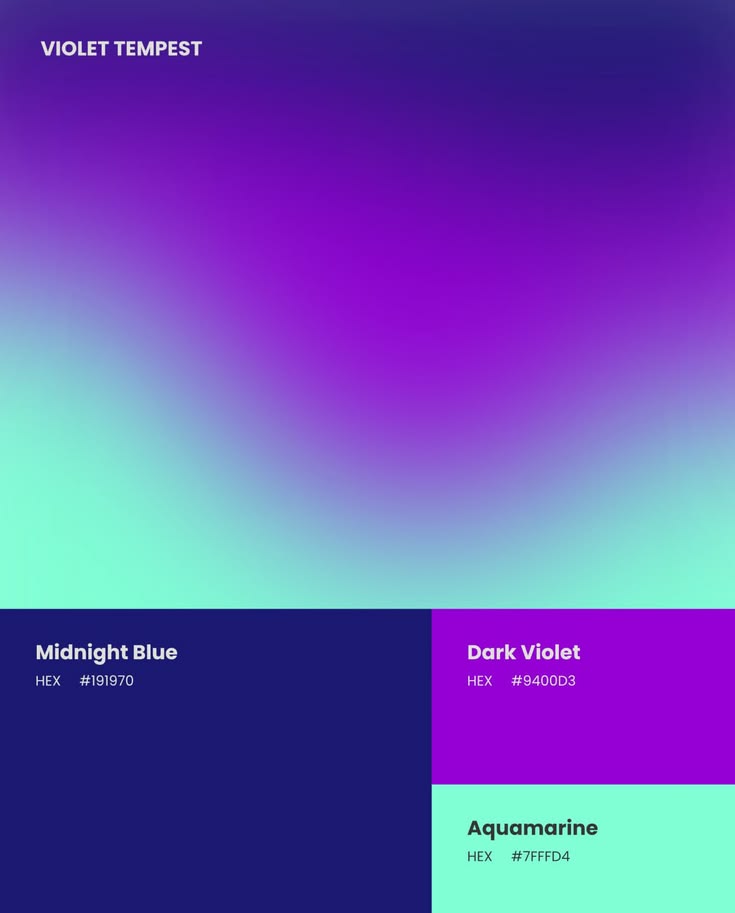 VIOLET TEMPEST
Midnight Blue
HEX #191970
Dark Violet
HEX #9400D3
Aquamarine
HEX #7FFFD4